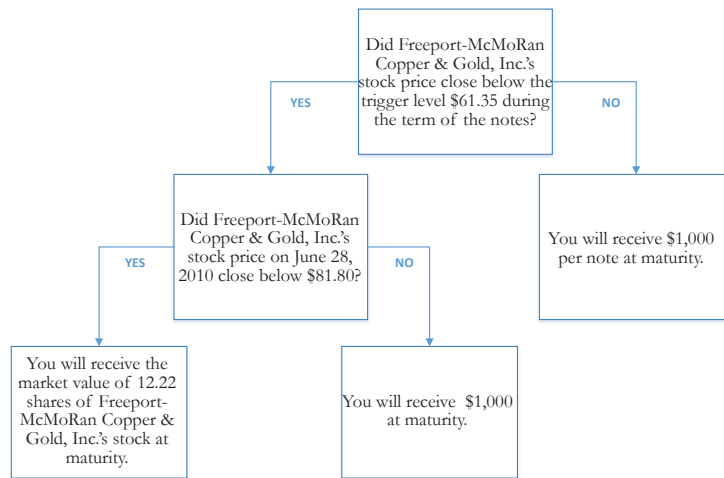 Did Freeport-McMoRan
Copper & Gold, Inc.'s
stock price close below the
trigger level $61.35 during
the term of the notes?
YES
NO
Did Freeport-McMoRan
Copper & Gold, Inc.'s
stock price on June 28,
2010 close below $81.80?
You will receive $1,000
per note at maturity.
YES
NO
You will receive the
market value of 12.22
shares of Freeport-
McMoRan Copper &
Gold, Inc.'s stock at
maturity.
You will receive $1,000
at maturity.